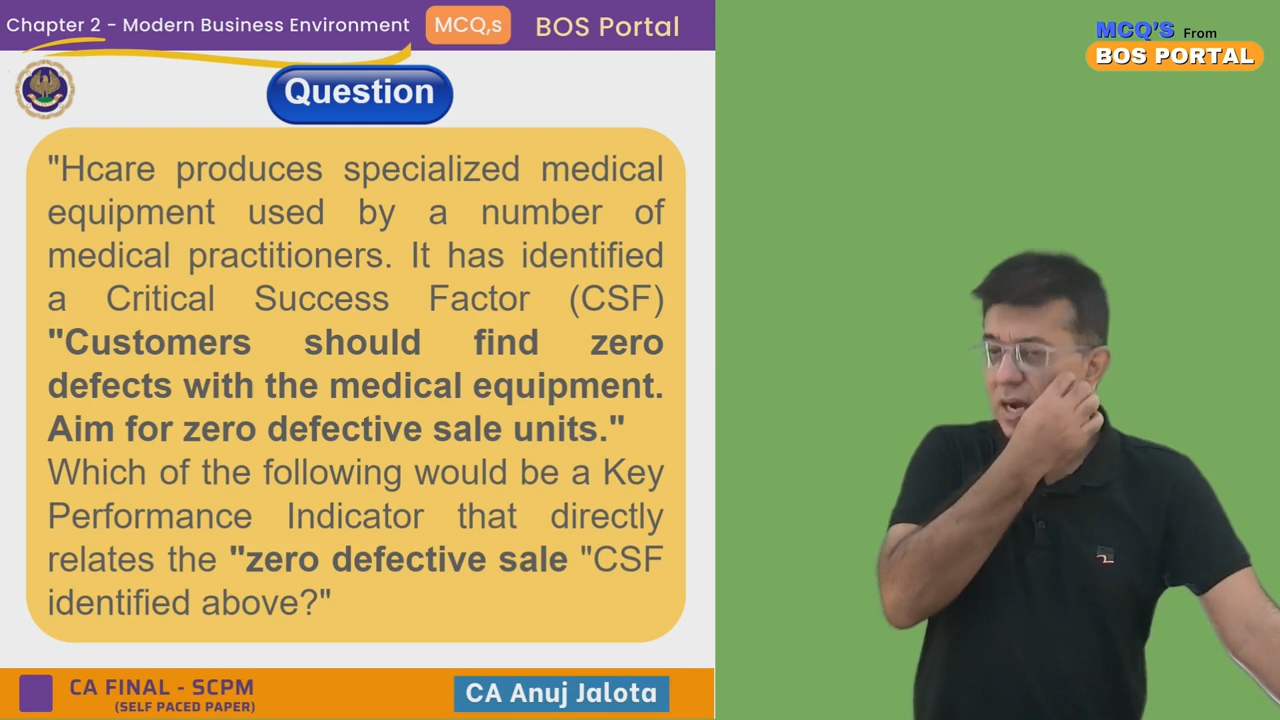 Chapter 2 - Modern Business Environment
MCQ,s
BOS Portal
MCQ'S From
BOS PORTAL
Question
"Hcare produces specialized medical
equipment used by a number of
medical practitioners. It has identified
a Critical Success Factor (CSF)
"Customers should find zero
defects with the medical equipment.
Aim for zero defective sale units."
Which of the following would be a Key
Performance Indicator that directly
relates the "zero defective sale "CSF
identified above?"
CA FINAL - SCPM
(SELF PACED PAPER)
CA Anuj Jalota